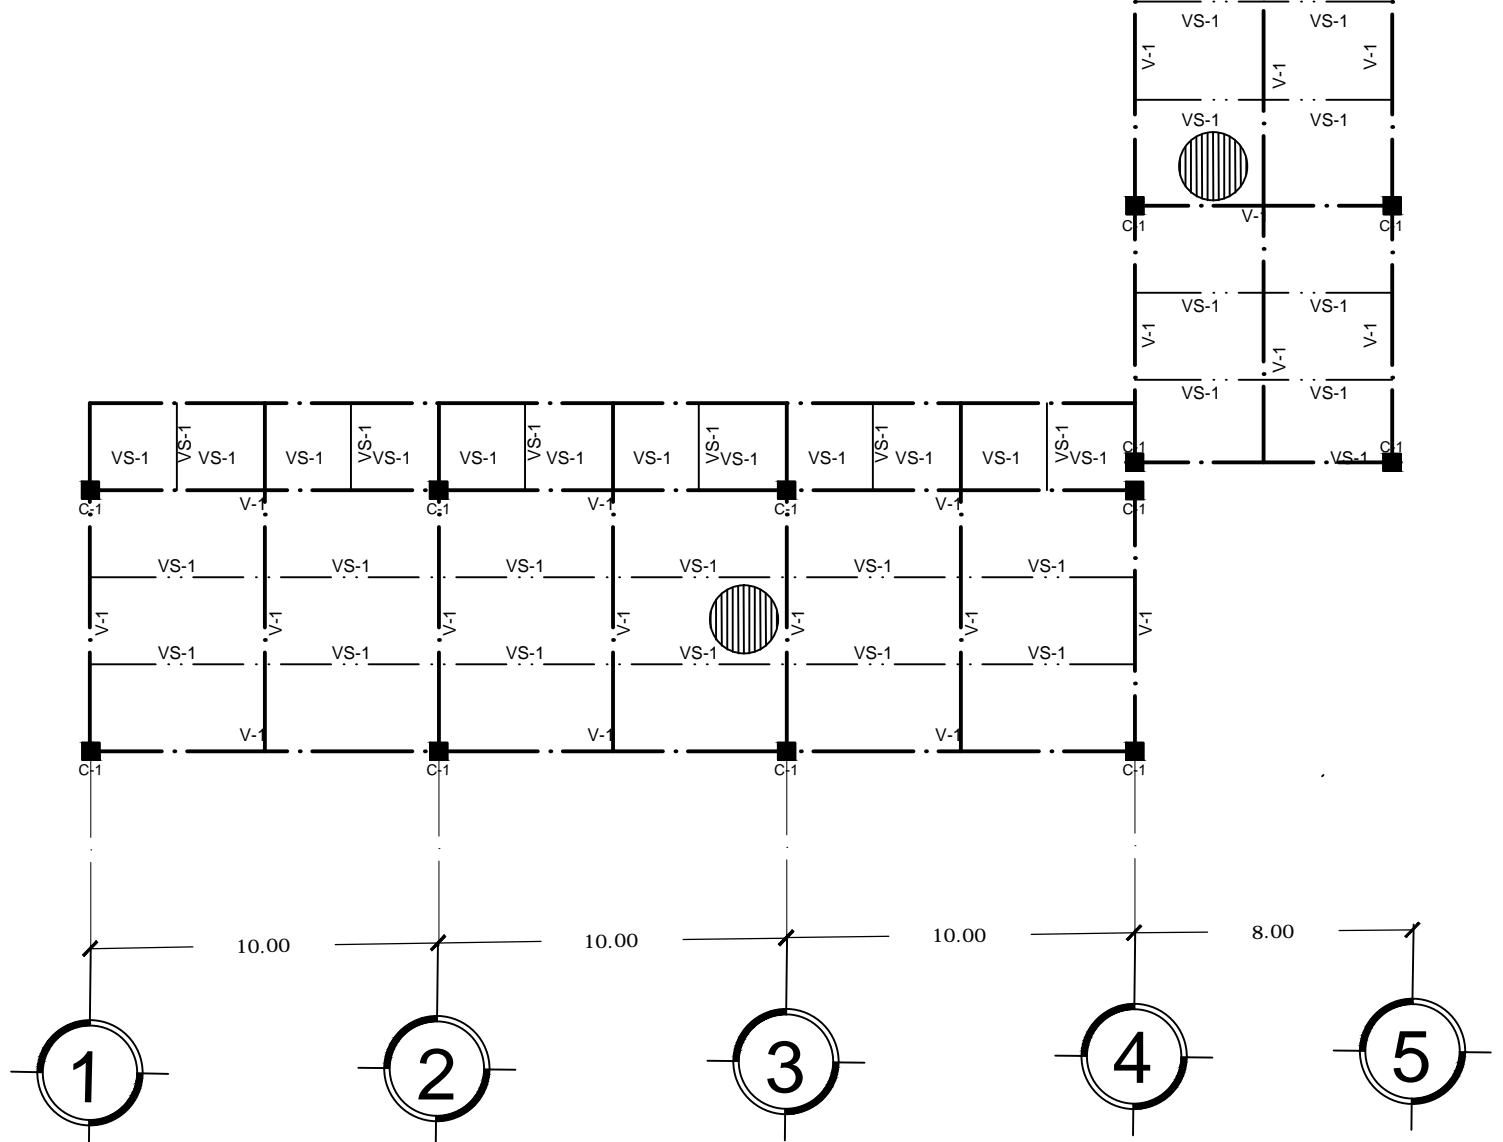 VS-1 VS-1
V-1 V-1 V-1
VS-1 VS-1
V-1
C-1 C-1
VS-1 VS-1
V-1 V-1 V-1
VS-1 VS-1
VS-1 VS-1 VS-1 VS-1 VS-1 VS-1
VS-1 VS-1 VS-1 VS-1 VS-1 VS-1 VS-1 VS-1 VS-1 VS-1 VS-1 VS-1
C-1 C-1
VS-1
C-1 V-1 C-1 V-1 C-1 V-1 C-1
VS-1 VS-1 VS-1 VS-1 VS-1 VS-1
V-1 V-1 V-1 V-1 V-1 V-1 V-1
VS-1 VS-1 VS-1 VS-1 VS-1 VS-1
V-1 V-1 V-1
C-1 C-1 C-1 C-1
10.00 10.00 10.00 8.00
1 2 3 4 5